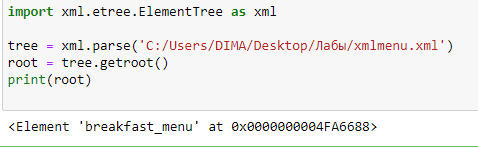 import xml.etree.ElementTree as xml
tree = xml.parse('C:/Users/DIMA/Desktop/Лабы/xmlmenu.xml')
root = tree.getroot()
print(root)
<Element 'breakfast_menu' at 0x0000000004FA6688>